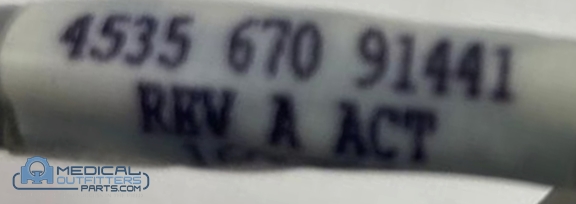 4535 670 91441
REV A ACT
MEDICAL
OUTFITTERS
PARTS.COM